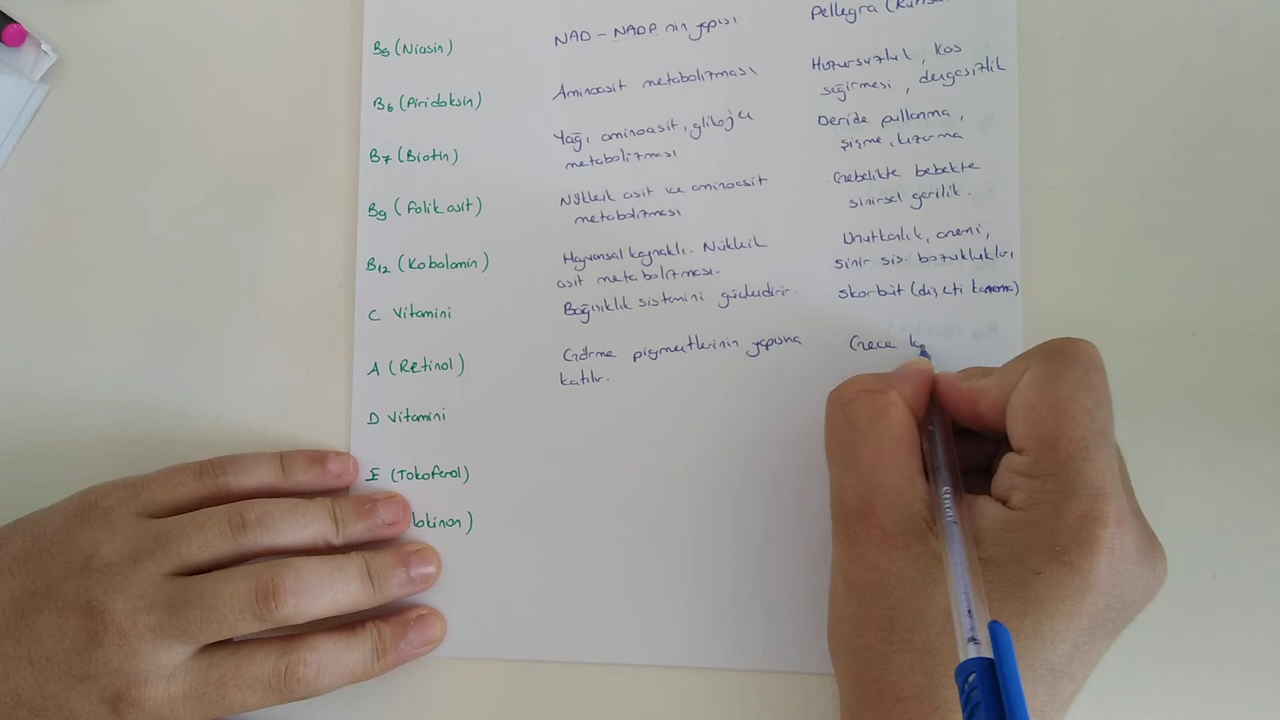 B5 (Niasin)
NAD - NADP nin yapısı
Pellegra (
B6 (Piridoksin)
Aminoasit metabolizması
Huzursuzluk, Kas
seğirmesi, dengesizlik
B7 (Biotin)
Yağ, aminoasit, glikoz
metabolizması
Deride pullanma,
şişme, kızarma
B9 (Folik asit)
Nükleik asit ve aminoasit
metabolizması
Gebelikte bebekte
sinirsel gerilik.
B12 (Kobalamin)
Hayvansal kaynaklı. Nükleik
asit metabolizması.
Unutkanlık, anemi,
sinir sis. bozuklukları
C Vitamini
Bağışıklık sistemini güçlendirir.
Skorbüt (diş eti kanama)
A (Retinol)
Görme pigmentlerinin yapısına
katılır.
Gece k
D Vitamini
E (Tokoferol)
okinon)